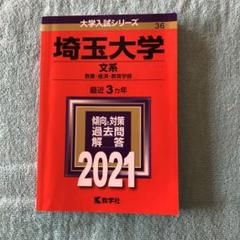 大学入試シリーズ
36
埼玉大学
文系
教養・経済・教育学部
最近3カ年
傾向と対策
過去問
解答
2021
教学社